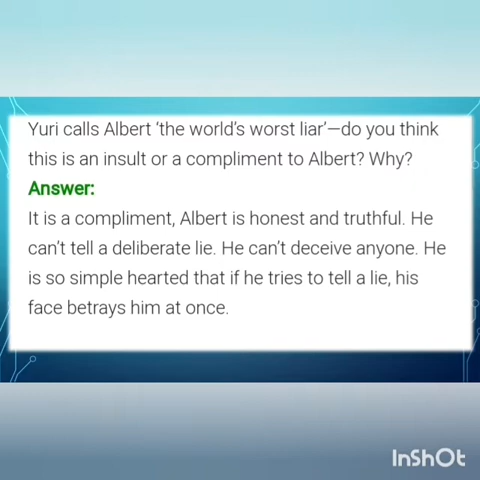 Yuri calls Albert ‘the world’s worst liar’—do you think
this is an insult or a compliment to Albert? Why?
Answer:
It is a compliment, Albert is honest and truthful. He
can’t tell a deliberate lie. He can’t deceive anyone. He
is so simple hearted that if he tries to tell a lie, his
face betrays him at once.
InShOt